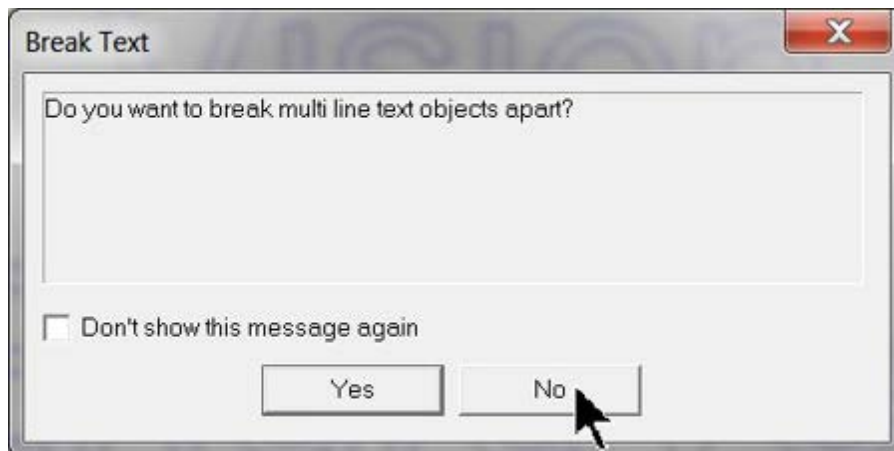 Break Text
Do you want to break multi line text objects apart?
Don't show this message again
Yes
No